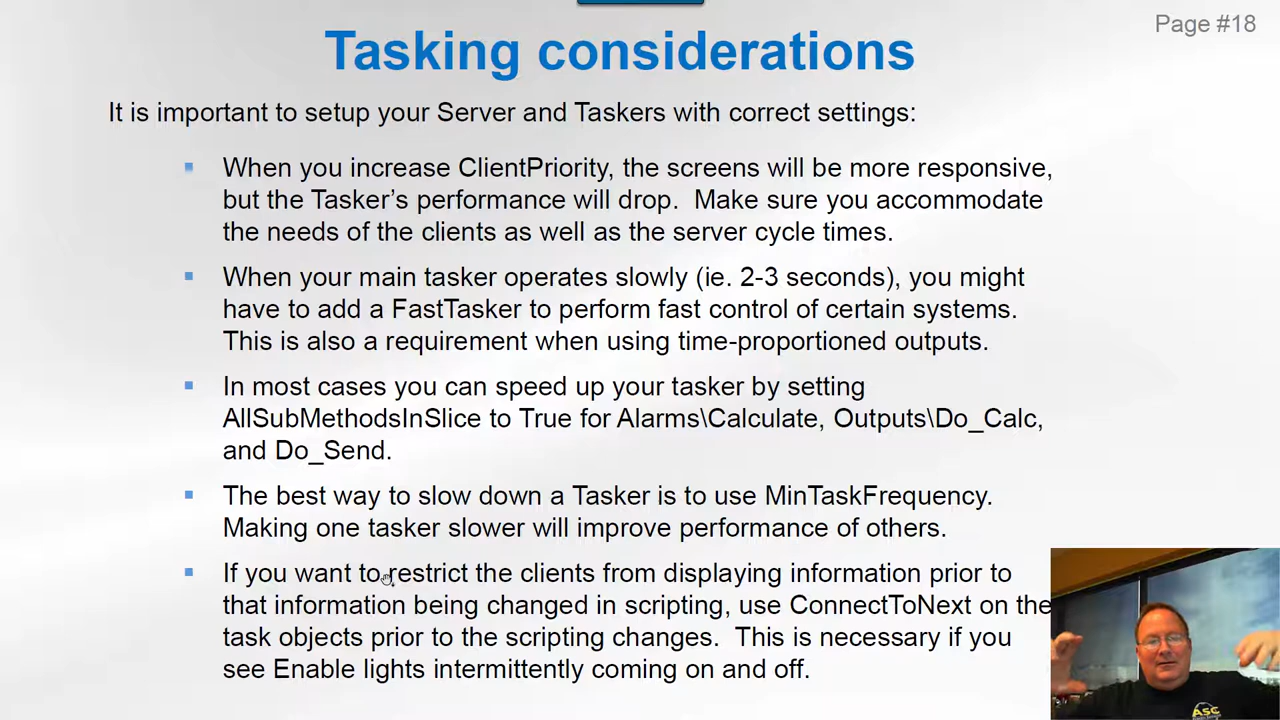 Page #18
Tasking considerations
It is important to setup your Server and Taskers with correct settings:
When you increase ClientPriority, the screens will be more responsive,
but the Tasker's performance will drop.  Make sure you accommodate
the needs of the clients as well as the server cycle times.
When your main tasker operates slowly (ie. 2-3 seconds), you might
have to add a FastTasker to perform fast control of certain systems.
This is also a requirement when using time-proportioned outputs.
In most cases you can speed up your tasker by setting
AllSubMethodsInSlice to True for Alarms\Calculate, Outputs\Do_Calc,
and Do_Send.
The best way to slow down a Tasker is to use MinTaskFrequency.
Making one tasker slower will improve performance of others.
If you want to restrict the clients from displaying information prior to
that information being changed in scripting, use ConnectToNext on the
task objects prior to the scripting changes.  This is necessary if you
see Enable lights intermittently coming on and off.
ASC